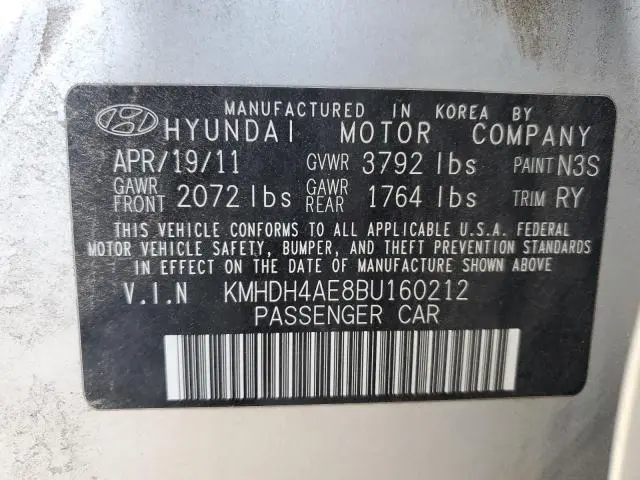 MANUFACTURED IN KOREA BY
HYUNDAI MOTOR COMPANY
APR/19/11 GVWR 3792 lbs PAINT N3S
GAWR FRONT 2072 lbs GAWR REAR 1764 lbs TRIM RY
THIS VEHICLE CONFORMS TO ALL APPLICABLE U.S.A. FEDERAL
MOTOR VEHICLE SAFETY, BUMPER, AND THEFT PREVENTION STANDARDS
IN EFFECT ON THE DATE OF MANUFACTURE SHOWN ABOVE
V.I.N KMHDH4AE8BU160212
PASSENGER CAR